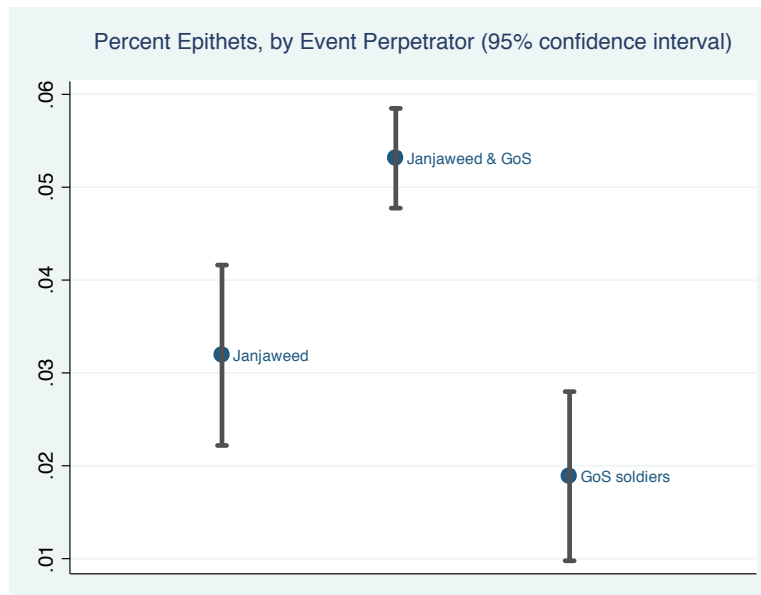 Percent Epithets, by Event Perpetrator (95% confidence interval)
.06
Janjaweed & GoS
.05
.04
Janjaweed
.03
.02
GoS soldiers
.01